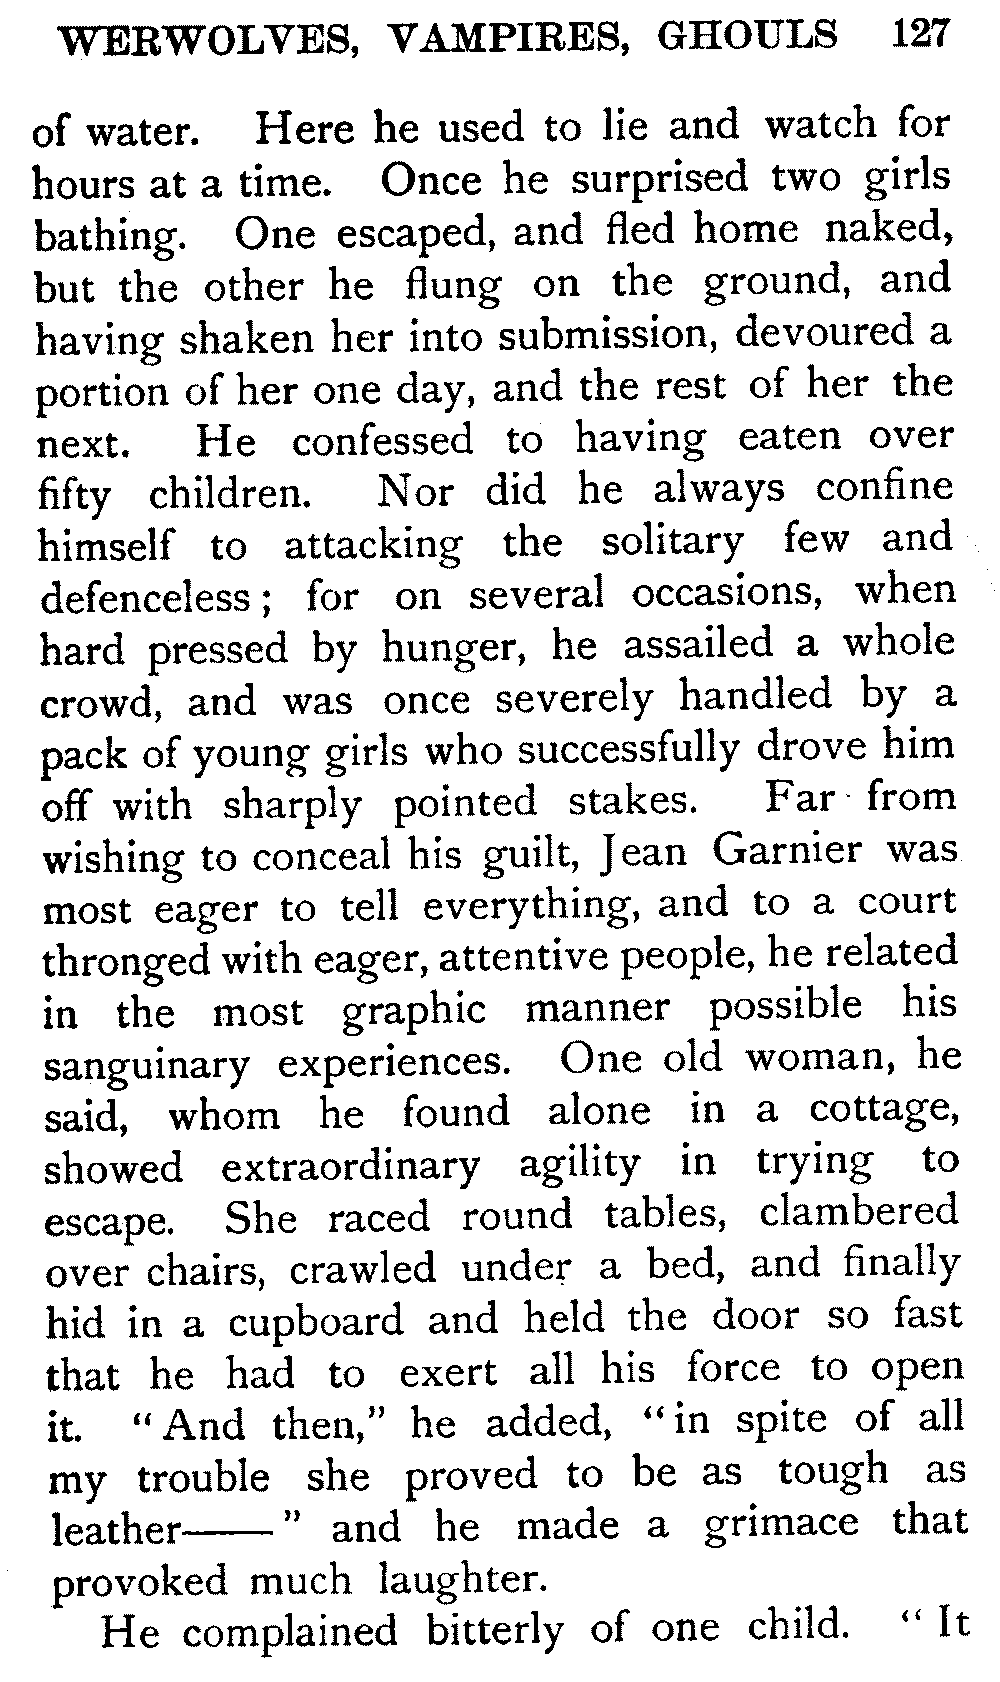 WERWOLVES, VAMPIRES, GHOULS 127
of water. Here he used to lie and watch for
hours at a time. Once he surprised two girls
bathing. One escaped, and fled home naked,
but the other he flung on the ground, and
having shaken her into submission, devoured a
portion of her one day, and the rest of her the
next. He confessed to having eaten over
fifty children. Nor did he always confine
himself to attacking the solitary few and
defenceless; for on several occasions, when
hard pressed by hunger, he assailed a whole
crowd, and was once severely handled by a
pack of young girls who successfully drove him
off with sharply pointed stakes. Far from
wishing to conceal his guilt, Jean Garnier was
most eager to tell everything, and to a court
thronged with eager, attentive people, he related
in the most graphic manner possible his
sanguinary experiences. One old woman, he
said, whom he found alone in a cottage,
showed extraordinary agility in trying to
escape. She raced round tables, clambered
over chairs, crawled under a bed, and finally
hid in a cupboard and held the door so fast
that he had to exert all his force to open
it. "And then," he added, "in spite of all
my trouble she proved to be as tough as
leather——" and he made a grimace that
provoked much laughter.
He complained bitterly of one child. "It